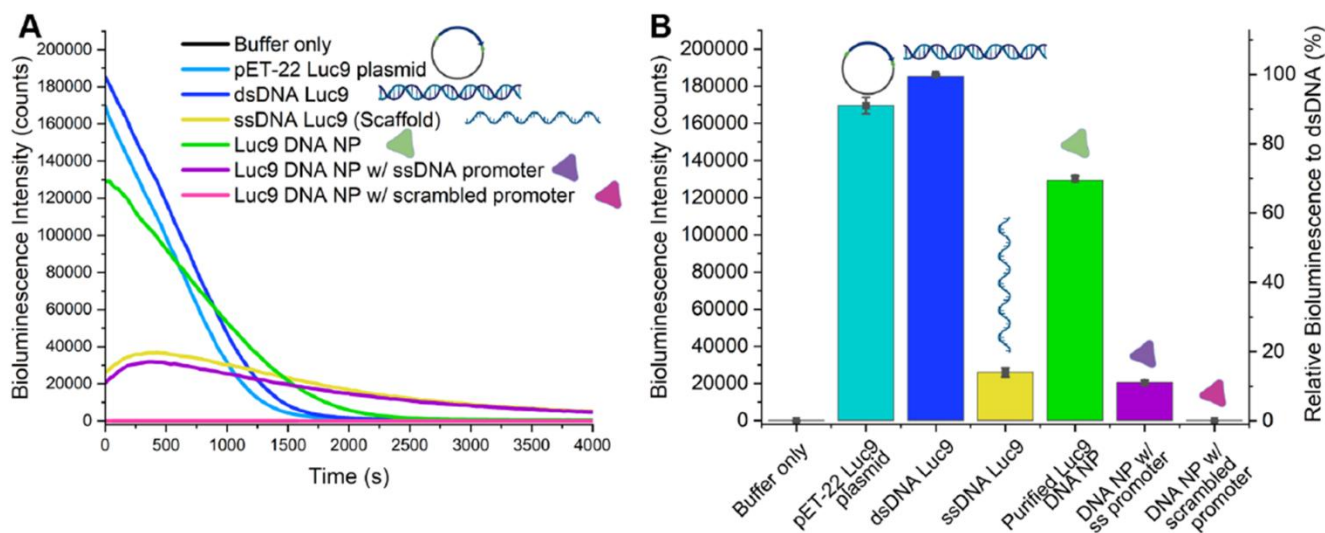 A
Bioluminescence Intensity (counts)
200000
180000
160000
140000
120000
100000
80000
60000
40000
20000
0
Buffer only
pET-22 Luc9 plasmid
dsDNA Luc9
ssDNA Luc9 (Scaffold)
Luc9 DNA NP
Luc9 DNA NP w/ ssDNA promoter
Luc9 DNA NP w/ scrambled promoter
0 500 1000 1500 2000 2500 3000 3500 4000
Time (s)
B
Bioluminescence Intensity (counts)
200000
180000
160000
140000
120000
100000
80000
60000
40000
20000
0
100
80
60
40
20
0
Relative Bioluminescence to dsDNA (%)
Buffer only
pET-22 Luc9
plasmid
dsDNA Luc9
ssDNA Luc9
Purified Luc9
DNA NP
DNA NP w/
ss promoter
DNA NP w/
scrambled
promoter